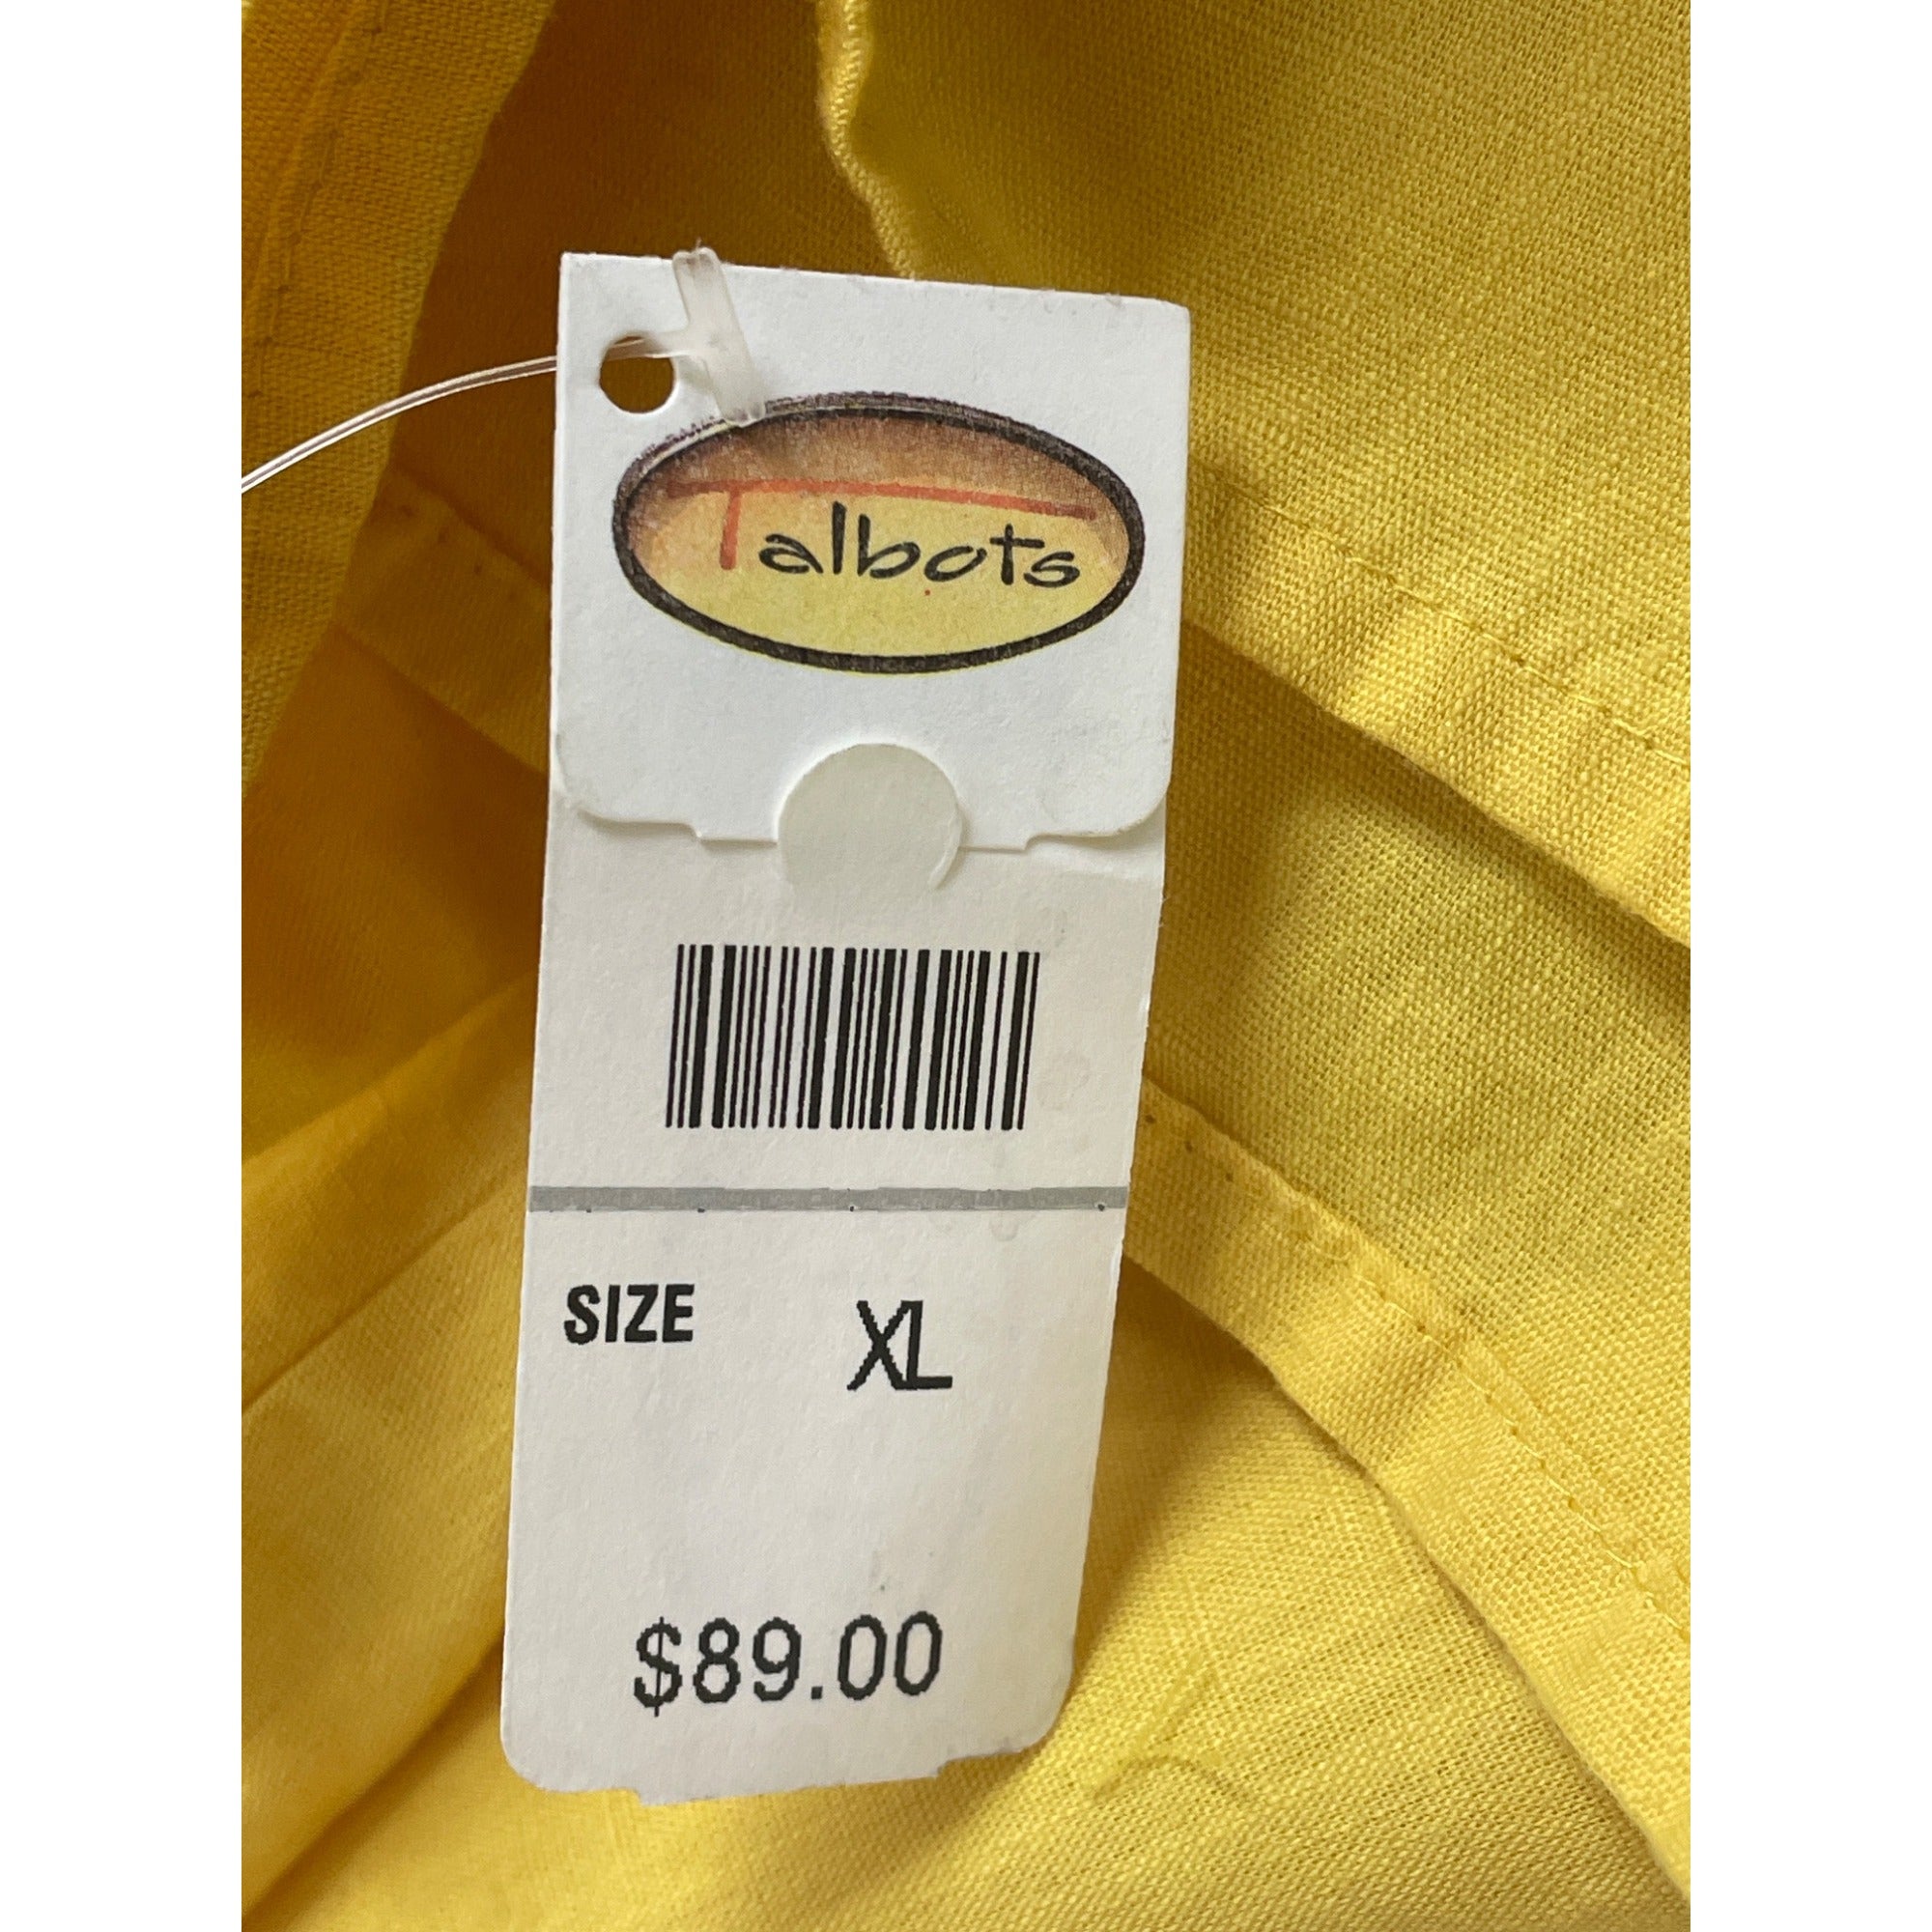 Talbots
SIZE XL
$89.00